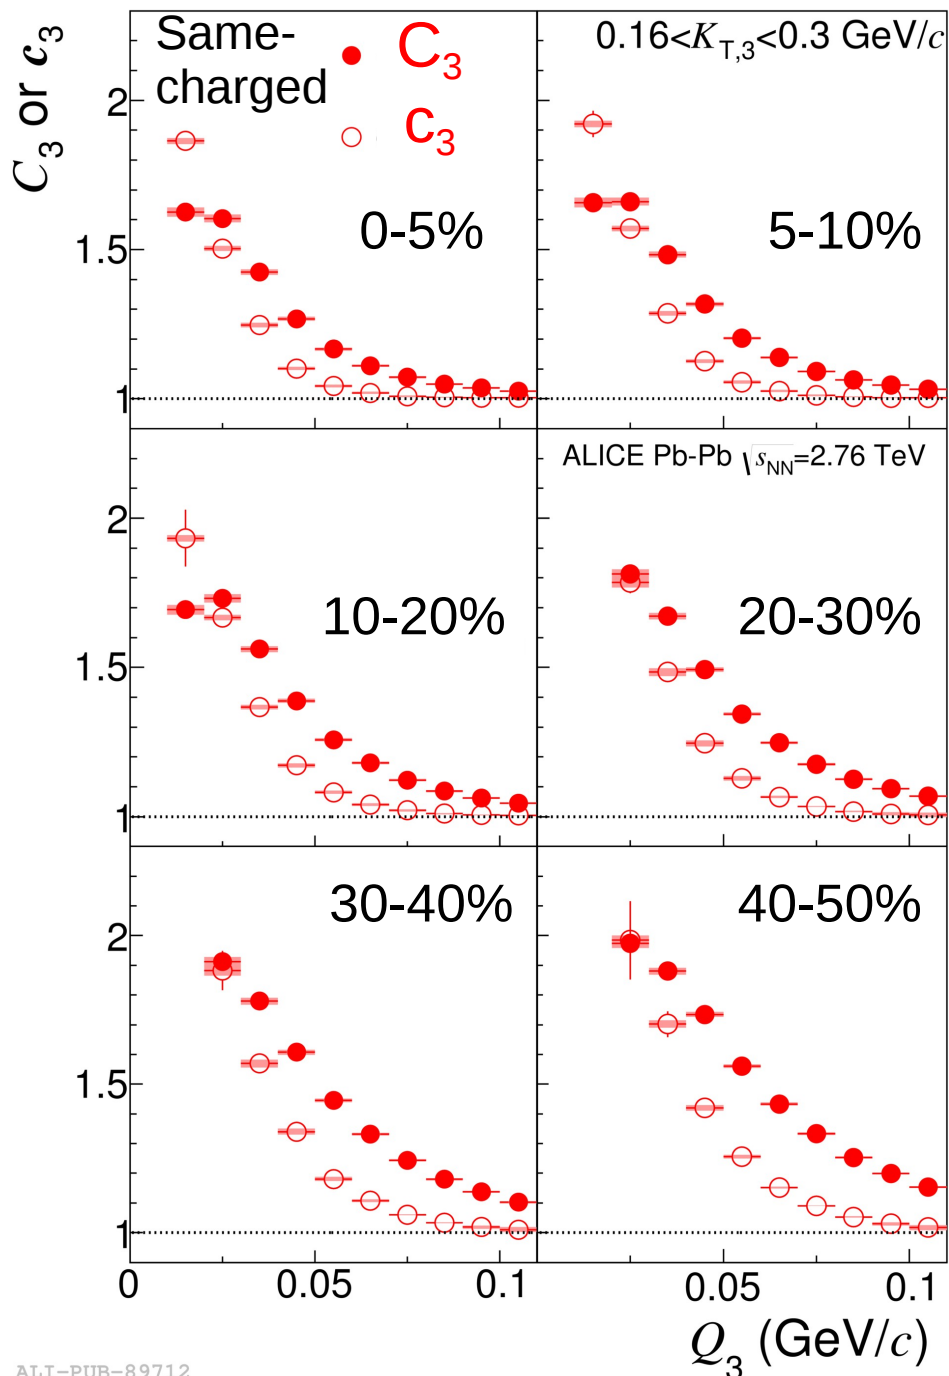 C3 or c3
Same-
charged
C3
c3
0.16<KT,3<0.3 GeV/c
0-5%
5-10%
2
1.5
1
ALICE Pb-Pb √sNN=2.76 TeV
10-20%
20-30%
2
1.5
1
30-40%
40-50%
2
1.5
1
0 0.05 0.1 0.05 0.1
Q3 (GeV/c)
ALI-PUB-89712